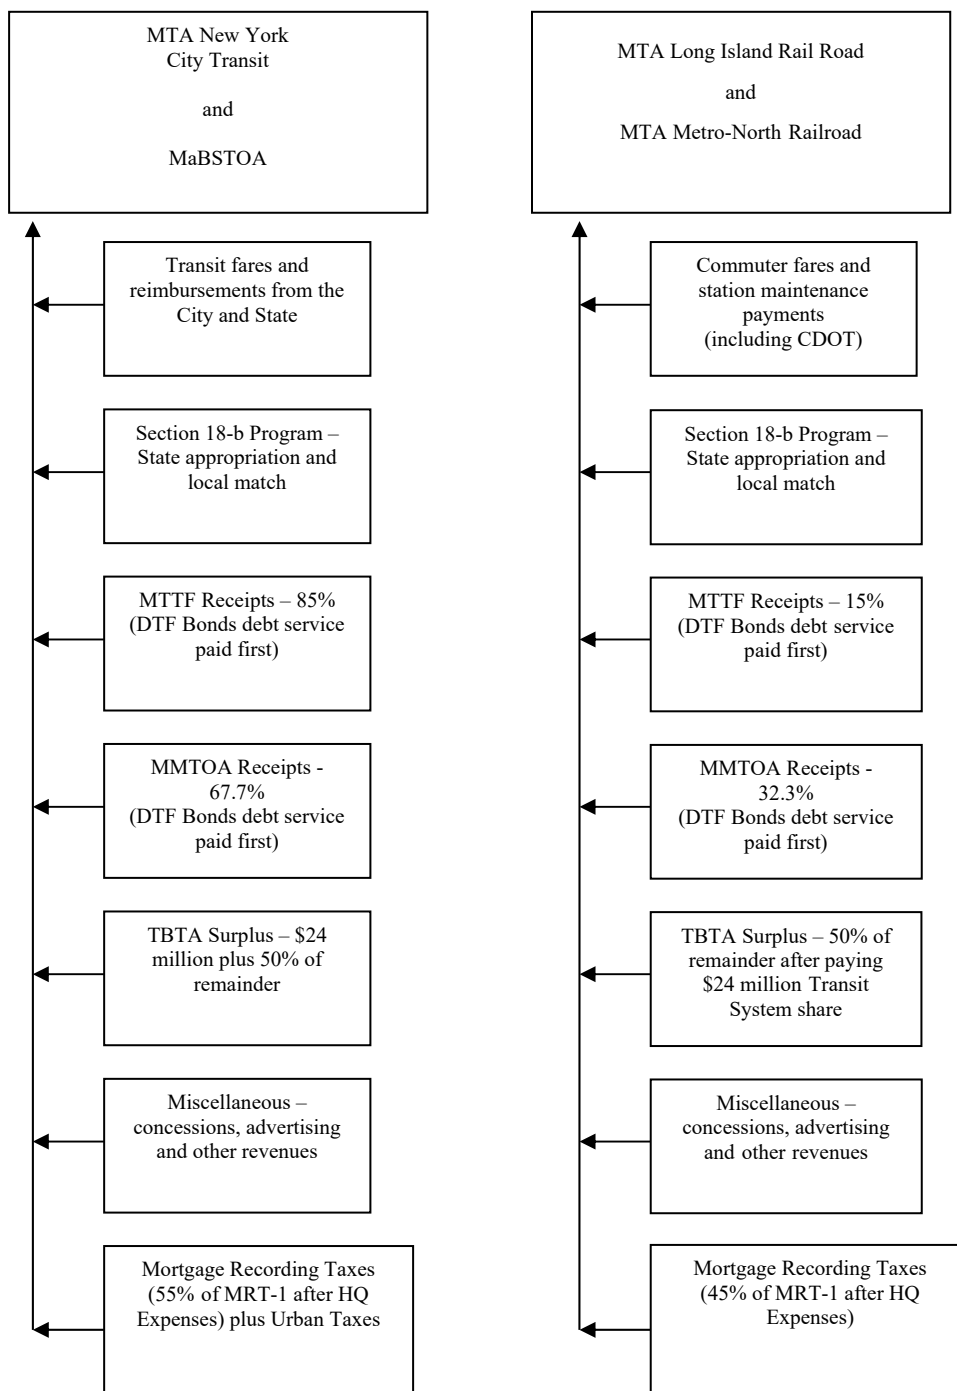 MTA New York
City Transit
and
MaBSTOA
MTA Long Island Rail Road
and
MTA Metro-North Railroad
Transit fares and
reimbursements from the
City and State
Commuter fares and
station maintenance
payments
(including CDOT)
Section 18-b Program –
State appropriation and
local match
Section 18-b Program –
State appropriation and
local match
MTTF Receipts – 85%
(DTF Bonds debt service
paid first)
MTTF Receipts – 15%
(DTF Bonds debt service
paid first)
MMTOA Receipts -
67.7%
(DTF Bonds debt service
paid first)
MMTOA Receipts -
32.3%
(DTF Bonds debt service
paid first)
TBTA Surplus – $24
million plus 50% of
remainder
TBTA Surplus – 50% of
remainder after paying
$24 million Transit
System share
Miscellaneous –
concessions, advertising
and other revenues
Miscellaneous –
concessions, advertising
and other revenues
Mortgage Recording Taxes
(55% of MRT-1 after HQ
Expenses) plus Urban Taxes
Mortgage Recording Taxes
(45% of MRT-1 after HQ
Expenses)